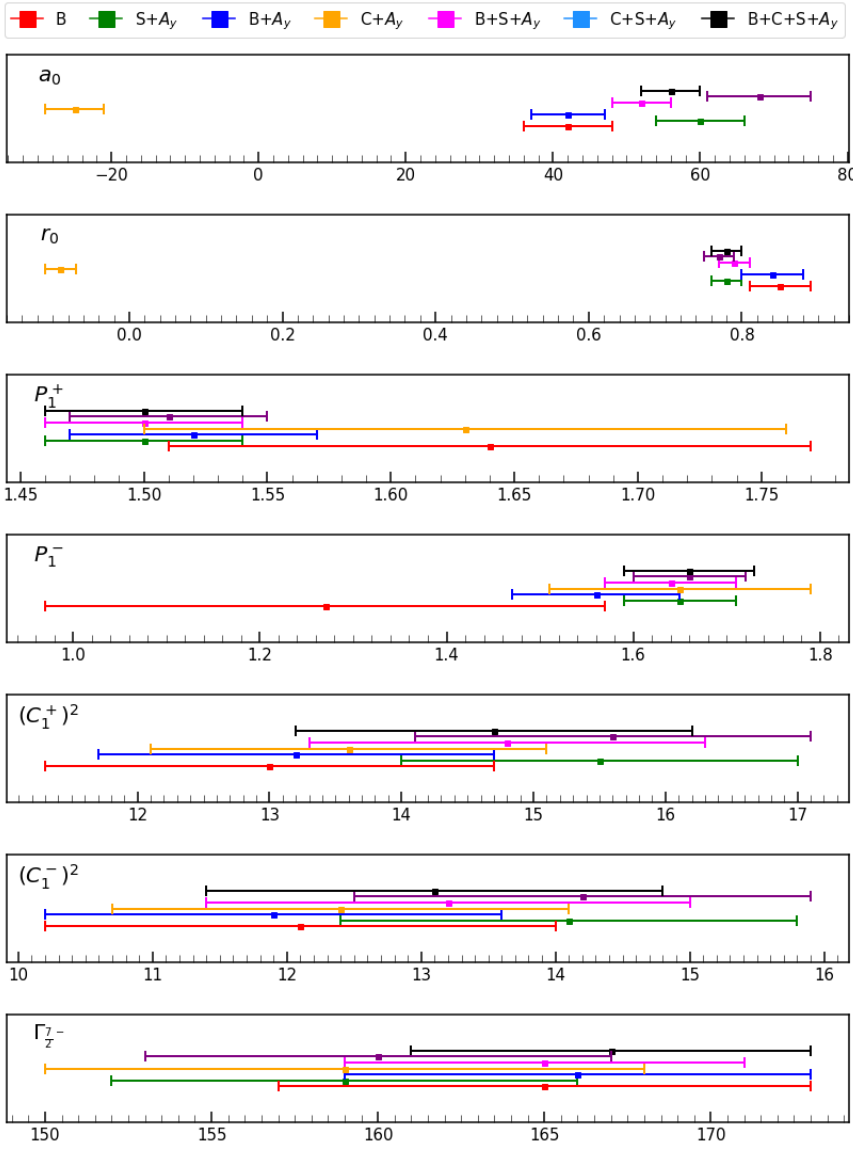 B S+A_y B+A_y C+A_y B+S+A_y C+S+A_y B+C+S+A_y
a_0
−20 0 20 40 60 80
r_0
0.0 0.2 0.4 0.6 0.8
P_1^+
1.45 1.50 1.55 1.60 1.65 1.70 1.75
P_1^−
1.0 1.2 1.4 1.6 1.8
(C_1^+)^2
12 13 14 15 16 17
(C_1^−)^2
10 11 12 13 14 15 16
Γ_{7/2^−}
150 155 160 165 170